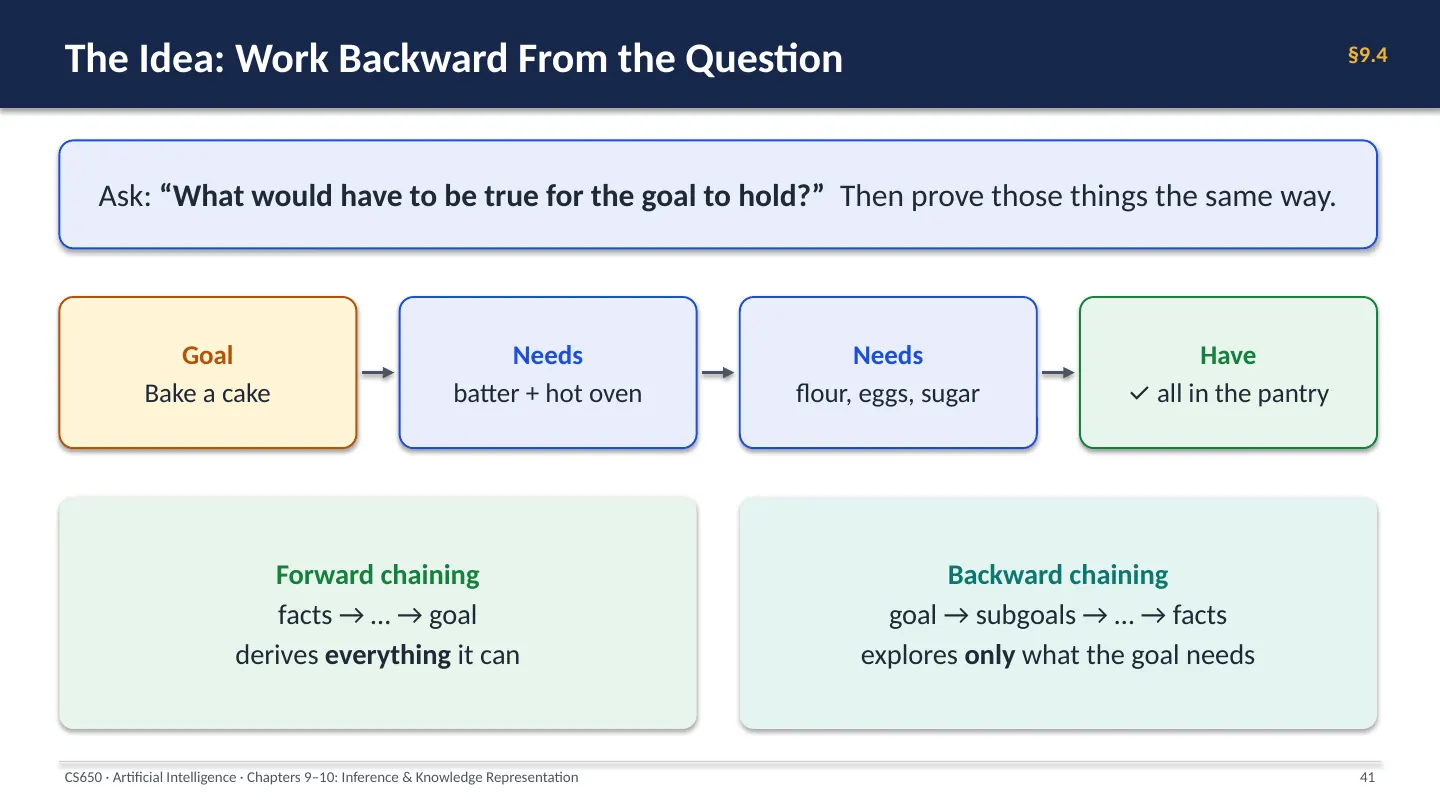 The Idea: Work Backward From the Question
§9.4
Ask: “What would have to be true for the goal to hold?” Then prove those things the same way.
Goal
Bake a cake
Needs
batter + hot oven
Needs
flour, eggs, sugar
Have
✓ all in the pantry
Forward chaining
facts → … → goal
derives everything it can
Backward chaining
goal → subgoals → … → facts
explores only what the goal needs
CS650 · Artificial Intelligence · Chapters 9–10: Inference & Knowledge Representation
41